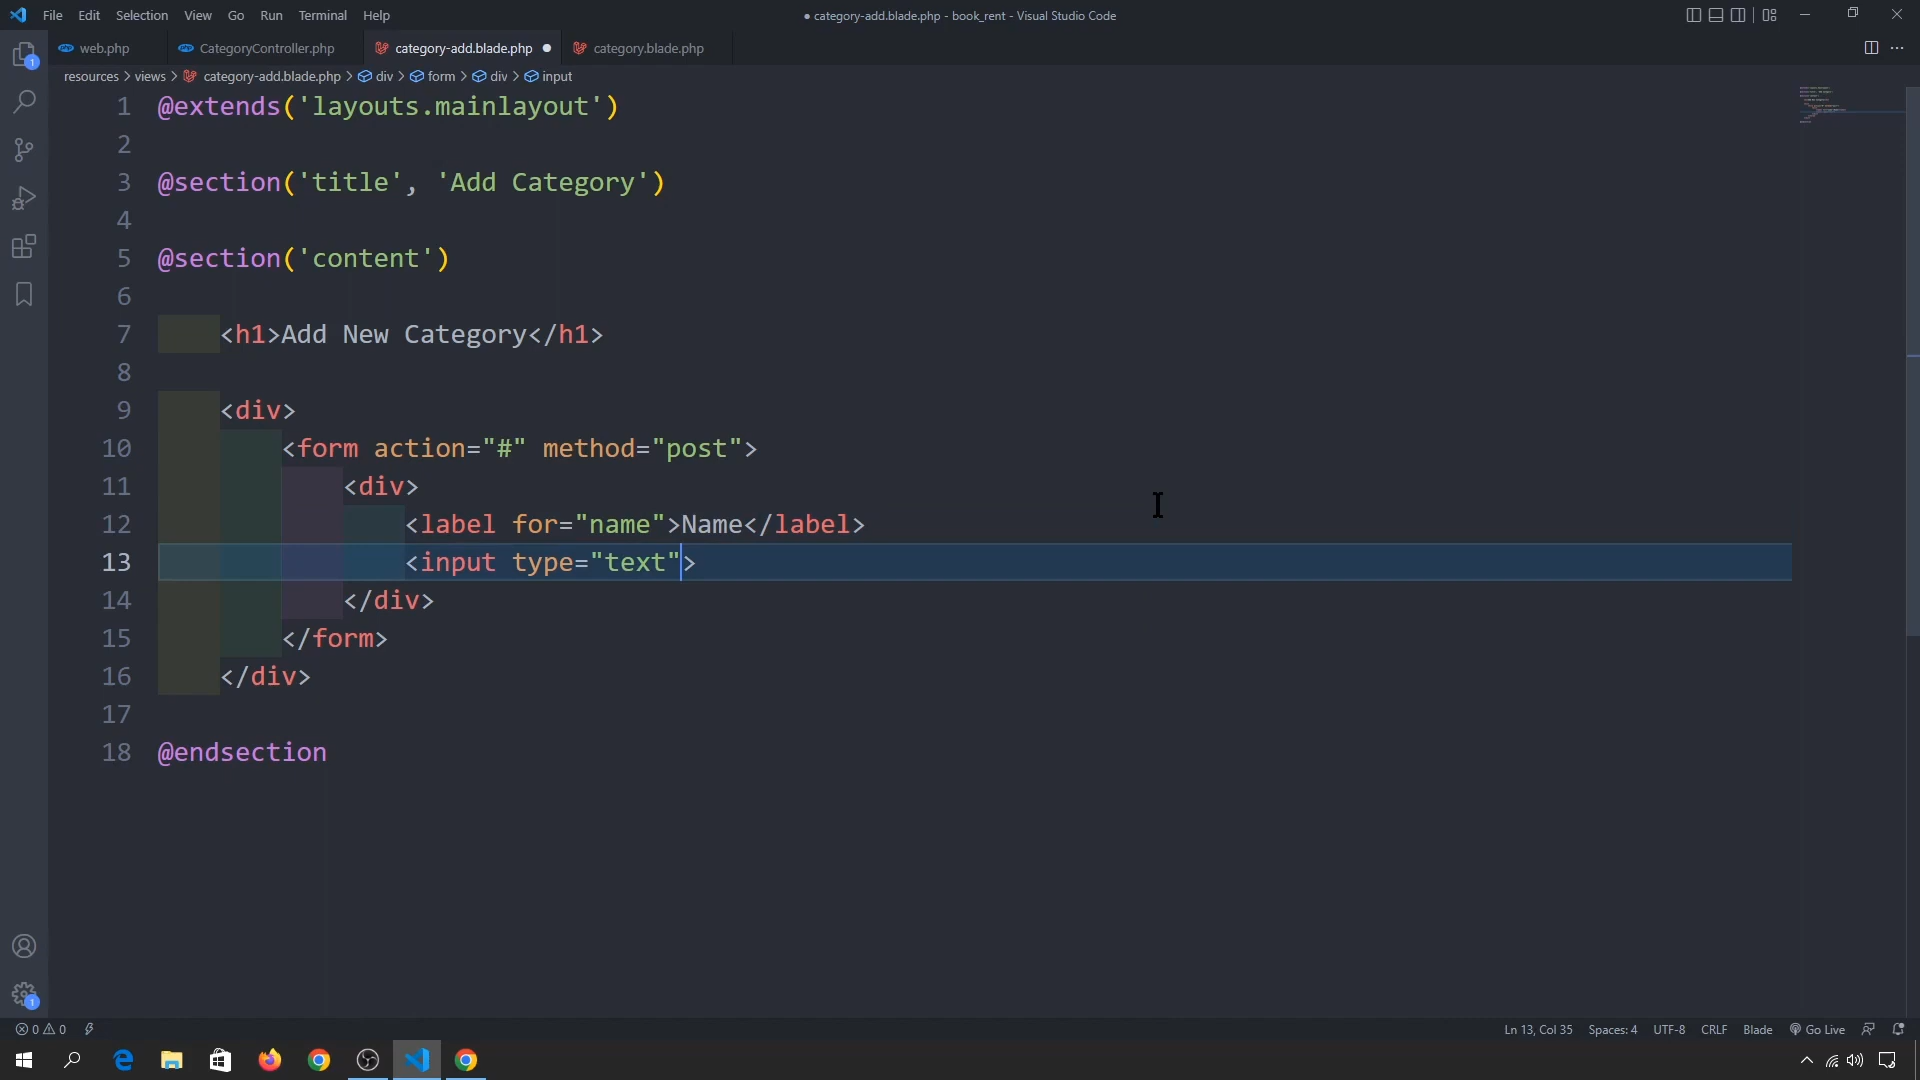 File Edit Selection View Go Run Terminal Help
● category-add.blade.php - book_rent - Visual Studio Code
web.php CategoryController.php category-add.blade.php ● category.blade.php
resources > views > category-add.blade.php > div > form > div > input
1 @extends('layouts.mainlayout')
2
3 @section('title', 'Add Category')
4
5 @section('content')
6
7 <h1>Add New Category</h1>
8
9 <div>
10 <form action="#" method="post">
11 <div>
12 <label for="name">Name</label>
13 <input type="text">
14 </div>
15 </form>
16 </div>
17
18 @endsection
0 0 Ln 13, Col 35 Spaces: 4 UTF-8 CRLF Blade Go Live